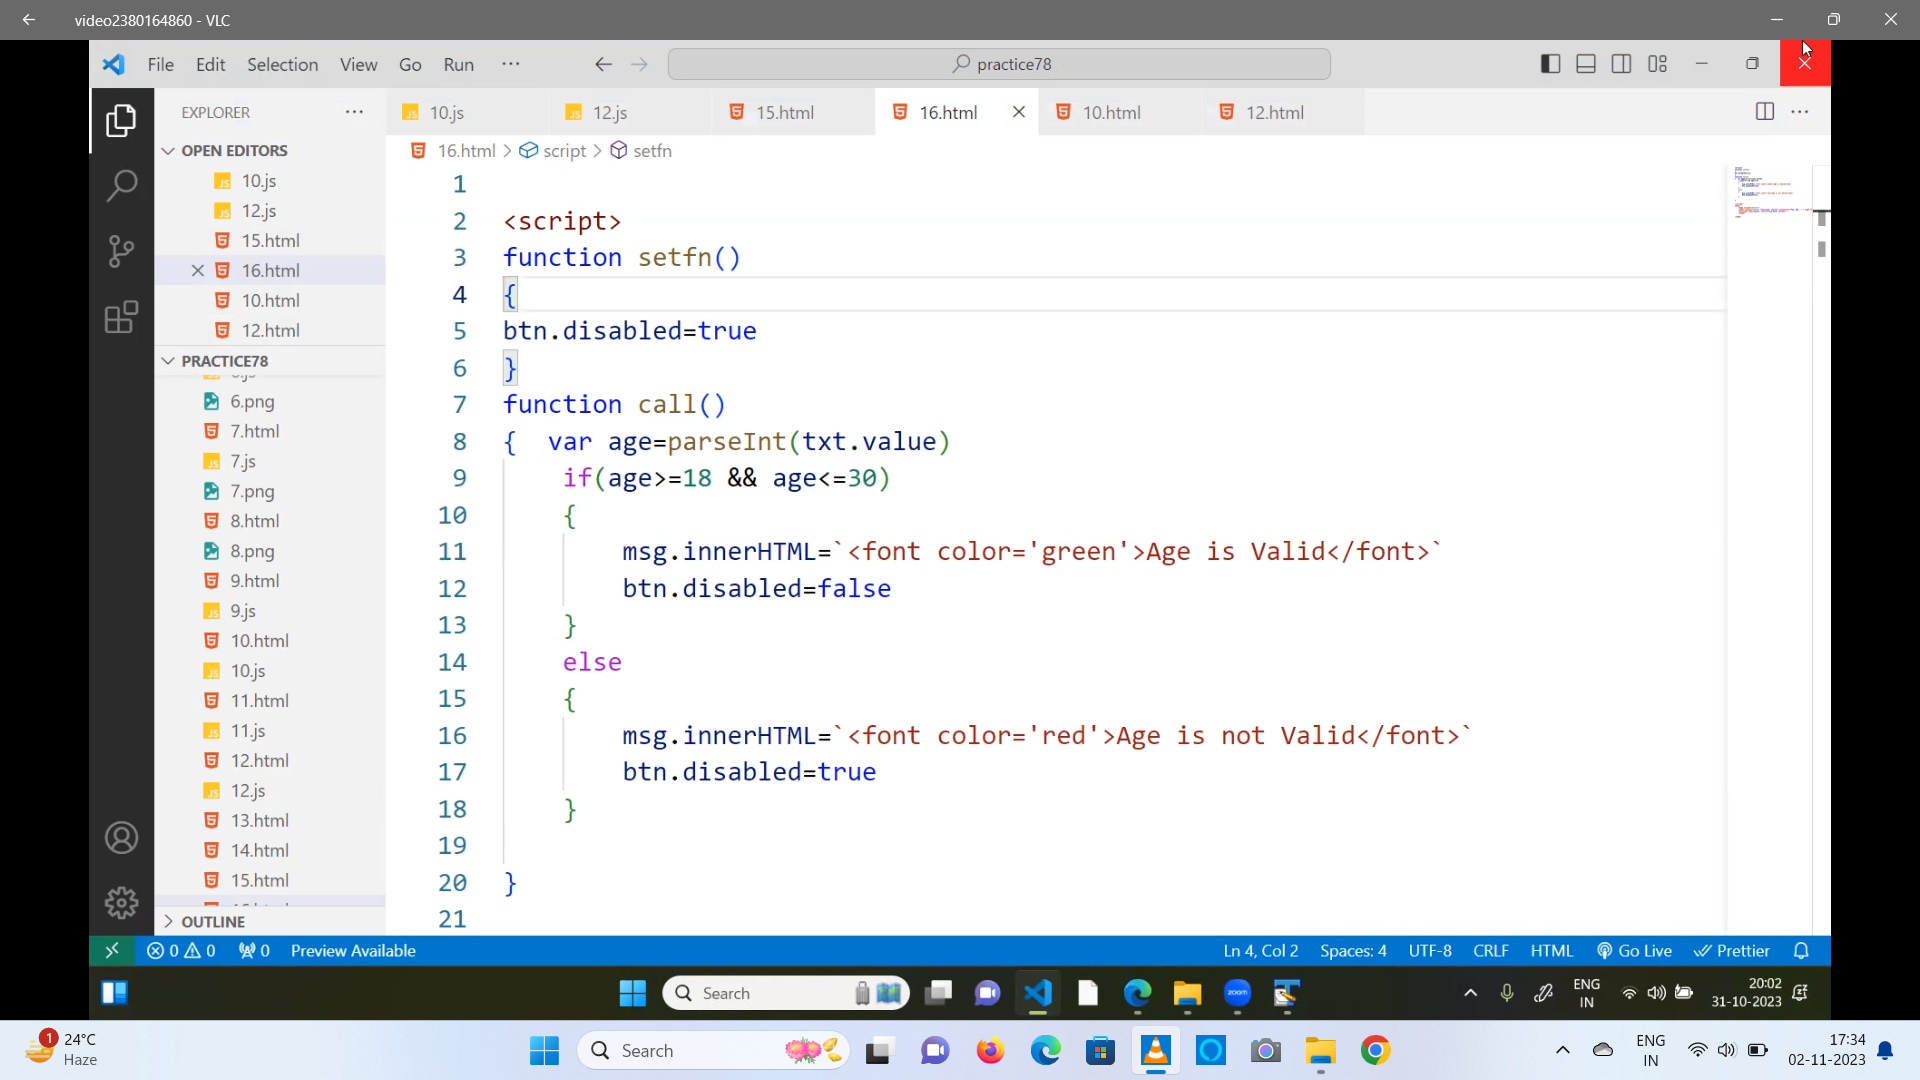 video2380164860 - VLC
File Edit Selection View Go Run ··· practice78
EXPLORER ···
10.js 12.js 15.html 16.html 10.html 12.html ···
OPEN EDITORS
16.html > script > setfn
10.js
12.js
15.html
16.html
10.html
12.html
PRACTICE78
6.png
7.html
7.js
7.png
8.html
8.png
9.html
9.js
10.html
10.js
11.html
11.js
12.html
12.js
13.html
14.html
15.html
OUTLINE
1
2 <script>
3 function setfn()
4 {
5 btn.disabled=true
6 }
7 function call()
8 { var age=parseInt(txt.value)
9 if(age>=18 && age<=30)
10 {
11 msg.innerHTML=`<font color='green'>Age is Valid</font>`
12 btn.disabled=false
13 }
14 else
15 {
16 msg.innerHTML=`<font color='red'>Age is not Valid</font>`
17 btn.disabled=true
18 }
19
20 }
21
0 0 0 Preview Available Ln 4, Col 2 Spaces: 4 UTF-8 CRLF HTML Go Live Prettier
Search zoom ENG IN 20:02 31-10-2023
1 24°C Haze Search ENG IN 17:34 02-11-2023